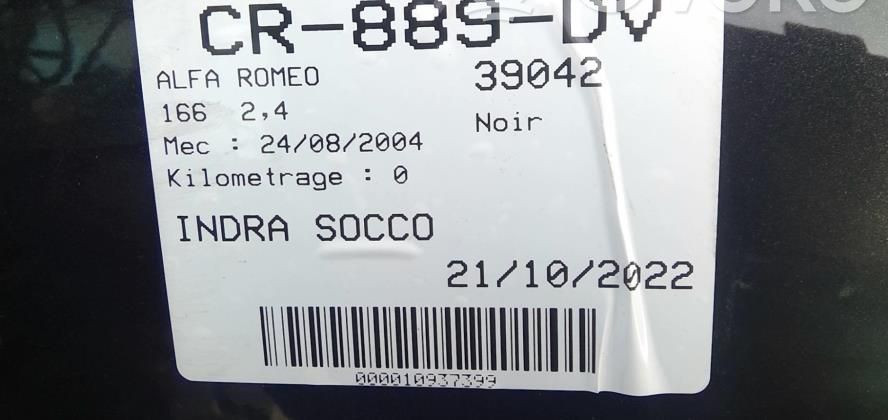 CR-88S-DV
ALFA ROMEO 39042
166 2,4
Noir
Mec : 24/08/2004
Kilometrage : 0
INDRA SOCCO
21/10/2022
000010937399